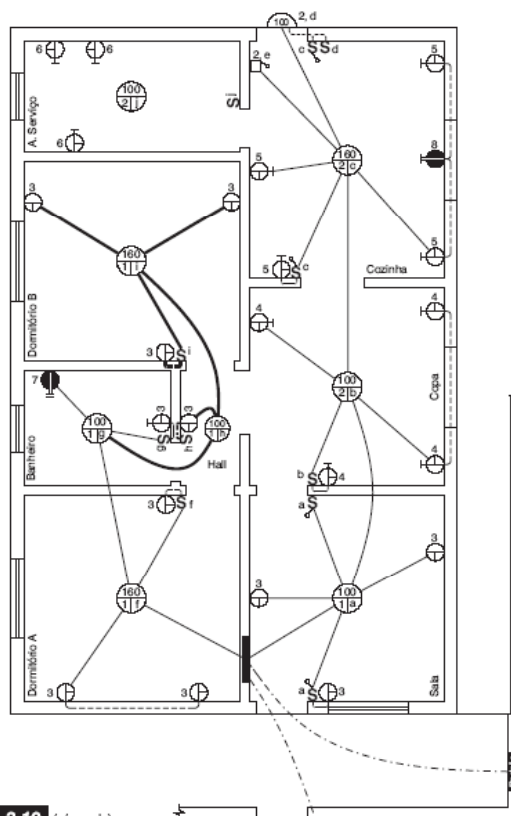 100
2, d
c S S d
6
6
2, e
5
100
2 j
S j
A. Serviço
6
160
2 c
8
5
3
3
5
160
1 i
5
S c
Cozinha
Dormitório B
4
4
3
S i
7
100
2 b
Copa
3
3
100
1 g
100
1 h
S g
S h
Banheiro
Hall
4
b S
4
a S
3
S f
3
3
160
1 f
100
1 a
Dormitório A
3
3
a S
3
Sala